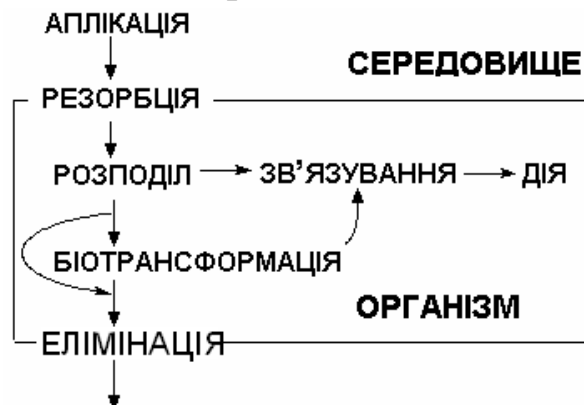 АПЛІКАЦІЯ
СЕРЕДОВИЩЕ
РЕЗОРБЦІЯ
РОЗПОДІЛ
ЗВ’ЯЗУВАННЯ
ДІЯ
БІОТРАНСФОРМАЦІЯ
ОРГАНІЗМ
ЕЛІМІНАЦІЯ